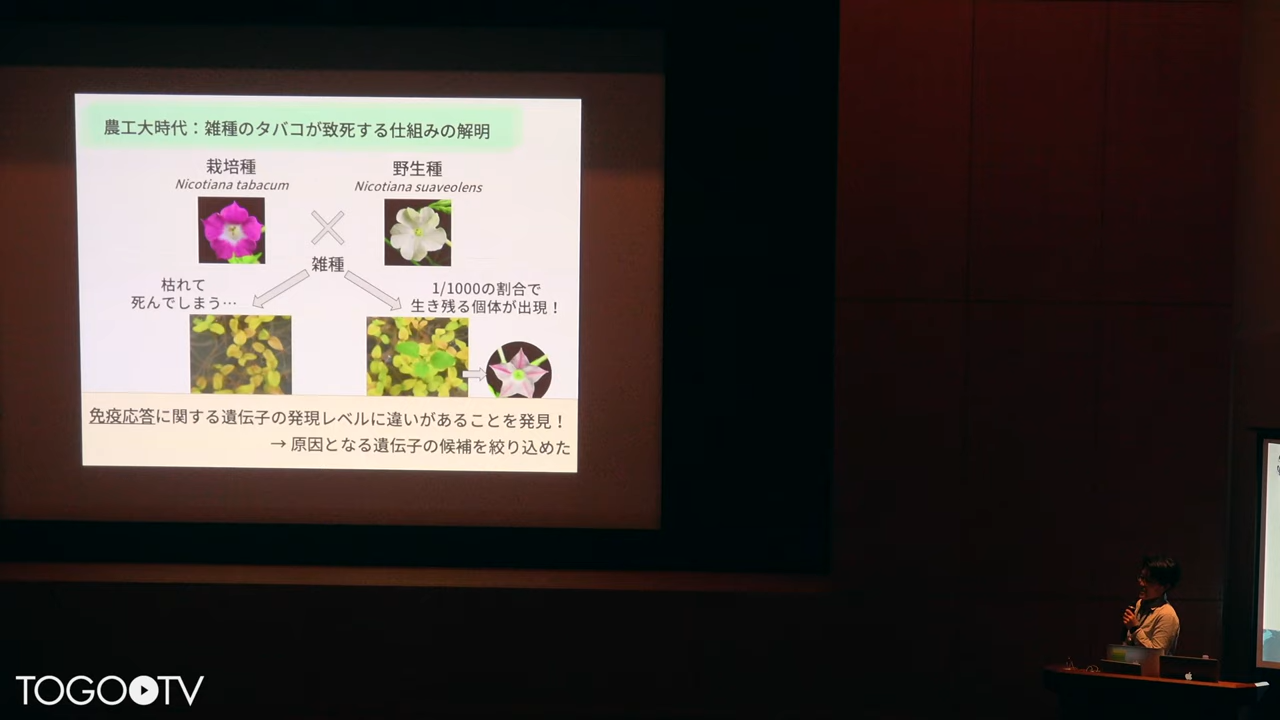 農工大時代：雑種のタバコが致死する仕組みの解明
栽培種
Nicotiana tabacum
野生種
Nicotiana suaveolens
雑種
枯れて
死んでしまう…
1/1000の割合で
生き残る個体が出現！
免疫応答に関する遺伝子の発現レベルに違いがあることを発見！
→ 原因となる遺伝子の候補を絞り込めた
TOGOTV